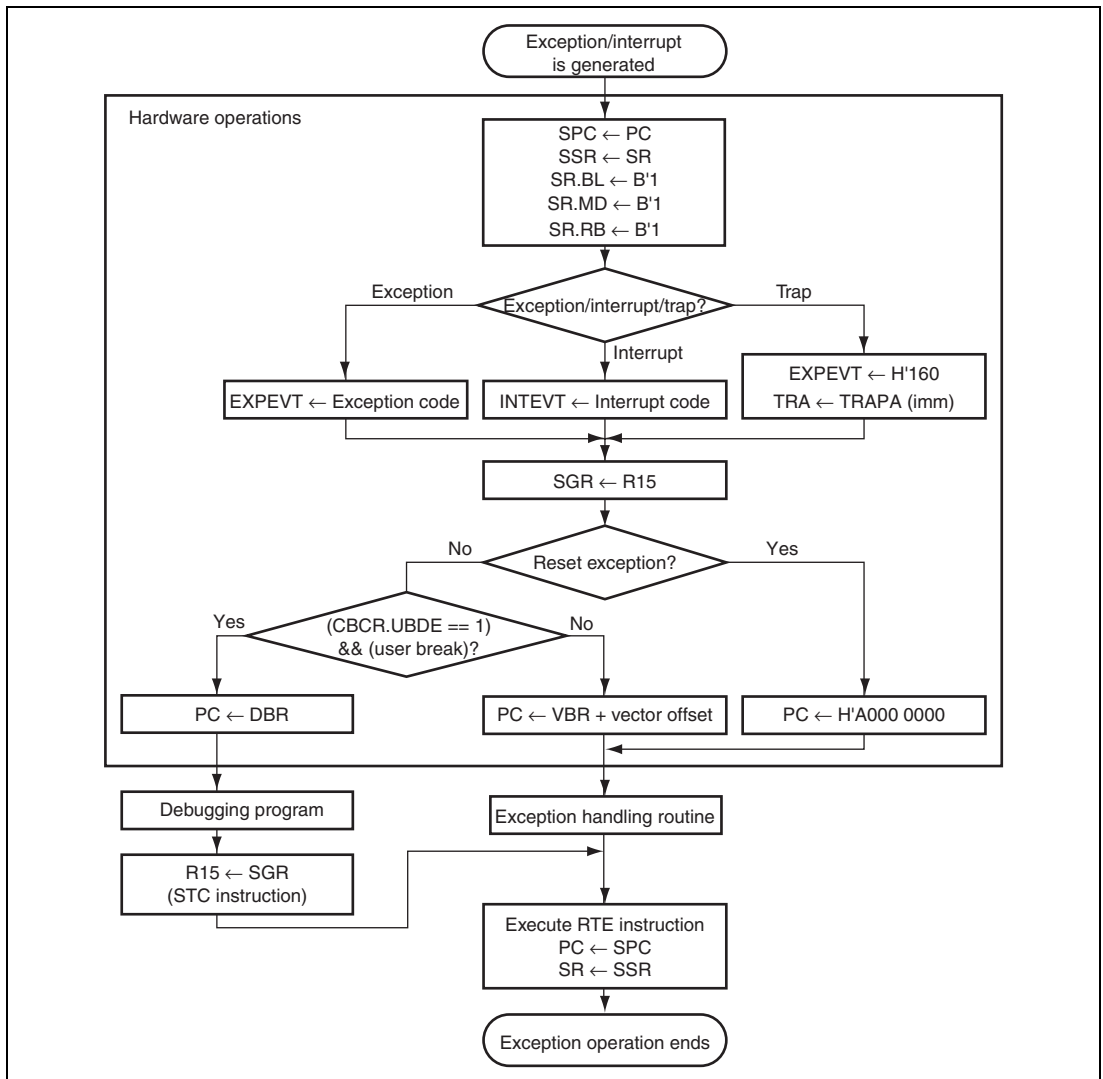 Exception/interrupt
is generated
Hardware operations
SPC ← PC
SSR ← SR
SR.BL ← B'1
SR.MD ← B'1
SR.RB ← B'1
Exception
Exception/interrupt/trap?
Trap
Interrupt
EXPEVT ← Exception code
INTEVT ← Interrupt code
EXPEVT ← H'160
TRA ← TRAPA (imm)
SGR ← R15
No
Reset exception?
Yes
Yes
(CBCR.UBDE == 1)
&& (user break)?
No
PC ← DBR
PC ← VBR + vector offset
PC ← H'A000 0000
Debugging program
Exception handling routine
R15 ← SGR
(STC instruction)
Execute RTE instruction
PC ← SPC
SR ← SSR
Exception operation ends